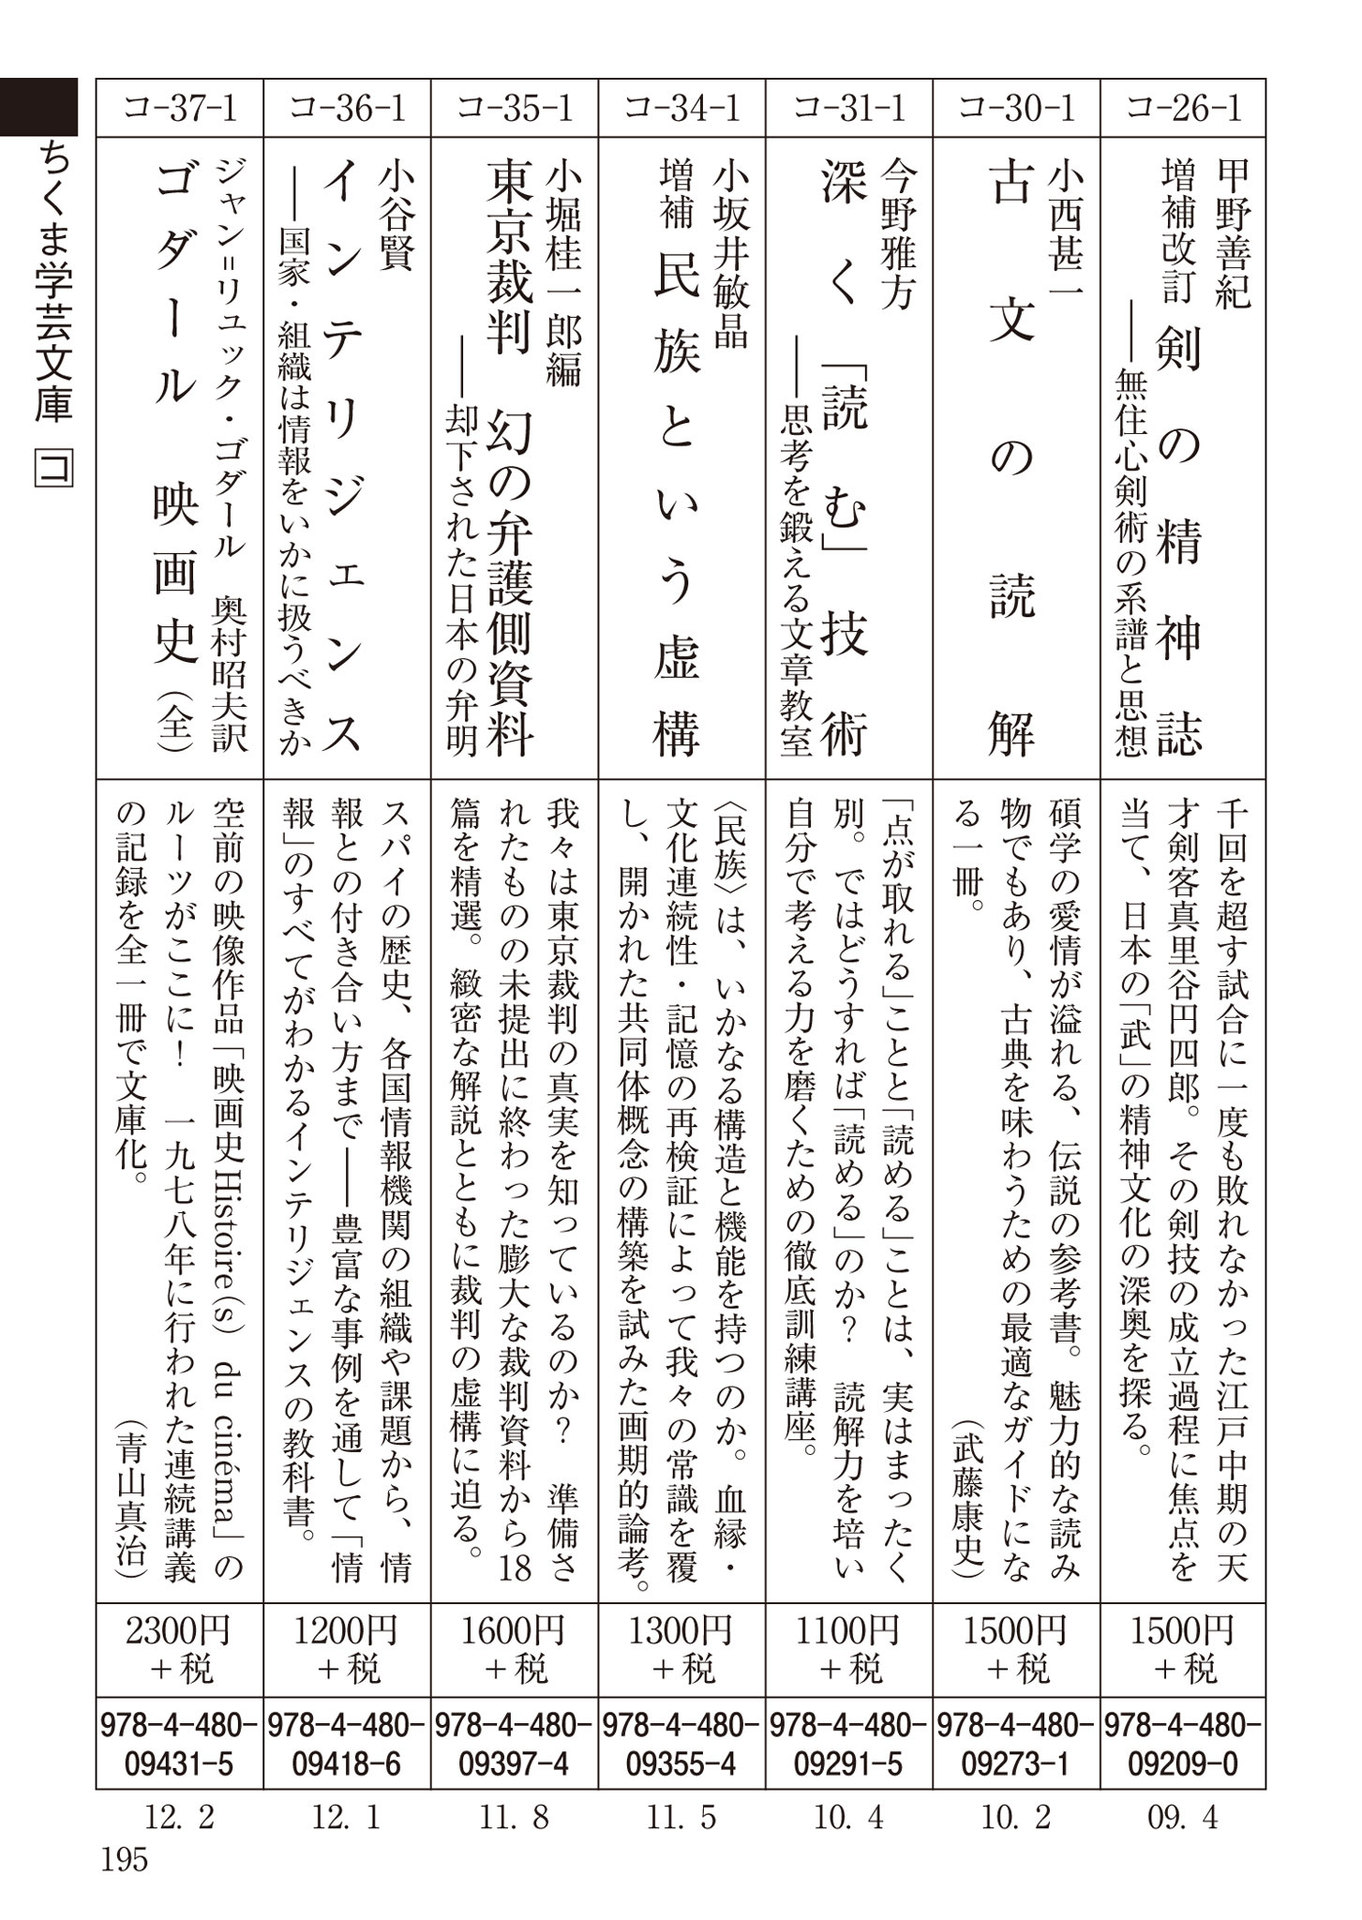 コ-26-1
甲野善紀
増補改訂 剣の精神誌
――無住心剣術の系譜と思想
千回を超す試合に一度も敗れなかった江戸中期の天
才剣客真里谷円四郎。その剣技の成立過程に焦点を
当て、日本の「武」の精神文化の深奥を探る。
1500円
+税
978-4-480-
09209-0
09. 4
コ-30-1
小西甚一
古文の読解
碩学の愛情が溢れる、伝説の参考書。魅力的な読み
物でもあり、古典を味わうための最適なガイドにな
る一冊。 (武藤康史)
1500円
+税
978-4-480-
09273-1
10. 2
コ-31-1
今野雅方
深く「読む」技術
――思考を鍛える文章教室
「点が取れる」ことと「読める」ことは、実はまったく
別。ではどうすれば「読める」のか? 読解力を培い
自分で考える力を磨くための徹底訓練講座。
1100円
+税
978-4-480-
09291-5
10. 4
コ-34-1
小坂井敏晶
増補 民族という虚構
〈民族〉は、いかなる構造と機能を持つのか。血縁・
文化連続性・記憶の再検証によって我々の常識を覆
し、開かれた共同体概念の構築を試みた画期的論考。
1300円
+税
978-4-480-
09355-4
11. 5
コ-35-1
小堀桂一郎編
東京裁判 幻の弁護側資料
――却下された日本の弁明
我々は東京裁判の真実を知っているのか? 準備さ
れたものの未提出に終わった膨大な裁判資料から18
篇を精選。緻密な解説とともに裁判の虚構に迫る。
1600円
+税
978-4-480-
09397-4
11. 8
コ-36-1
小谷賢
インテリジェンス
――国家・組織は情報をいかに扱うべきか
スパイの歴史、各国情報機関の組織や課題から、情
報との付き合い方まで――豊富な事例を通して「情
報」のすべてがわかるインテリジェンスの教科書。
1200円
+税
978-4-480-
09418-6
12. 1
コ-37-1
ジャン=リュック・ゴダール 奥村昭夫訳
ゴダール 映画史(全)
空前の映像作品「映画史 Histoire(s) du cinéma」の
ルーツがここに! 一九七八年に行われた連続講義
の記録を全一冊で文庫化。 (青山真治)
2300円
+税
978-4-480-
09431-5
12. 2
ちくま学芸文庫 コ
195